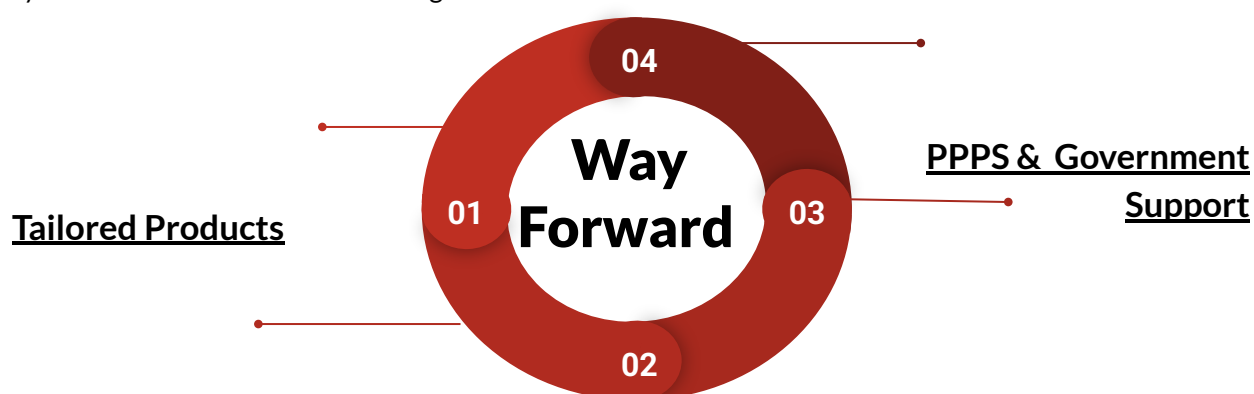 04
Way
Forward
PPPS & Government
Support
01
03
Tailored Products
02